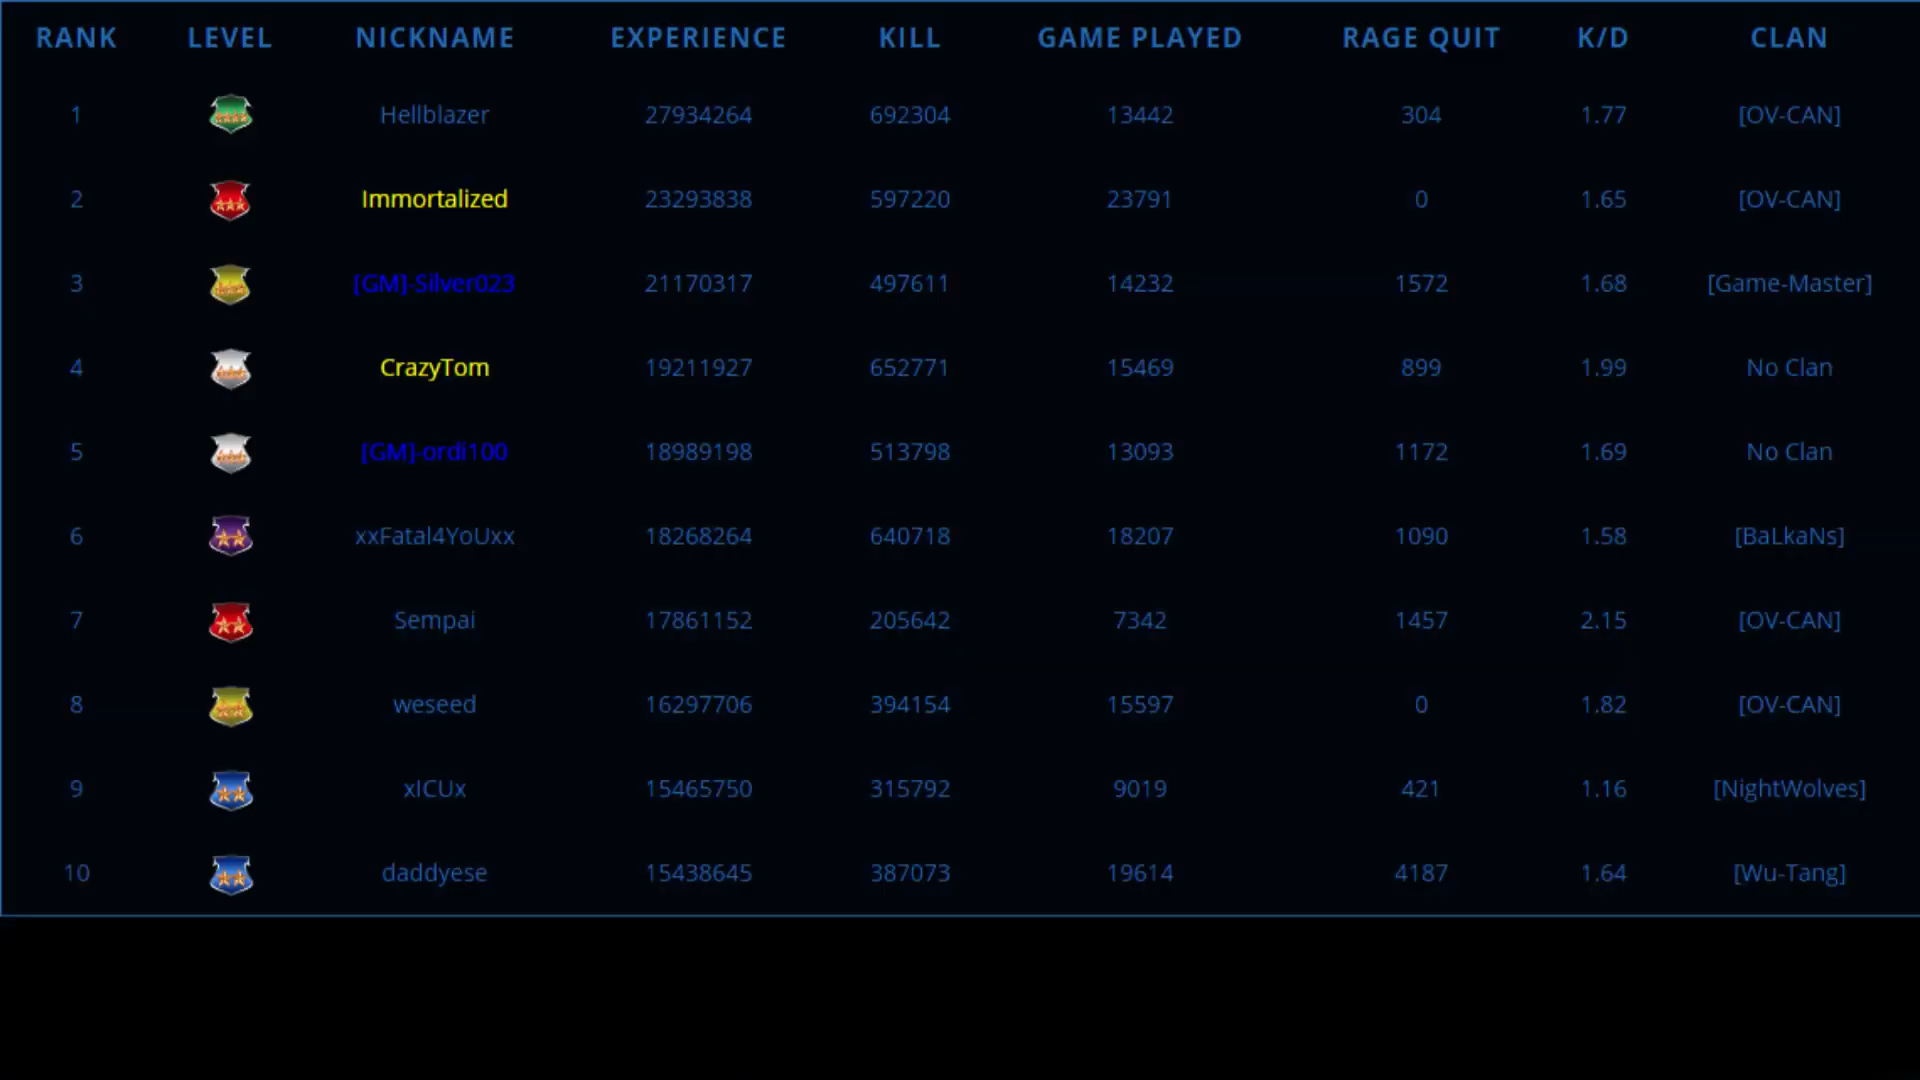 RANK LEVEL NICKNAME EXPERIENCE KILL GAME PLAYED RAGE QUIT K/D CLAN
1 Hellblazer 27934264 692304 13442 304 1.77 [OV-CAN]
2 Immortalized 23293838 597220 23791 0 1.65 [OV-CAN]
3 [GM]-Silver023 21170317 497611 14232 1572 1.68 [Game-Master]
4 CrazyTom 19211927 652771 15469 899 1.99 No Clan
5 [GM]-ordi100 18989198 513798 13093 1172 1.69 No Clan
6 xxFatal4YoUxx 18268264 640718 18207 1090 1.58 [BaLkaNs]
7 Sempai 17861152 205642 7342 1457 2.15 [OV-CAN]
8 weseed 16297706 394154 15597 0 1.82 [OV-CAN]
9 xICUx 15465750 315792 9019 421 1.16 [NightWolves]
10 daddyese 15438645 387073 19614 4187 1.64 [Wu-Tang]